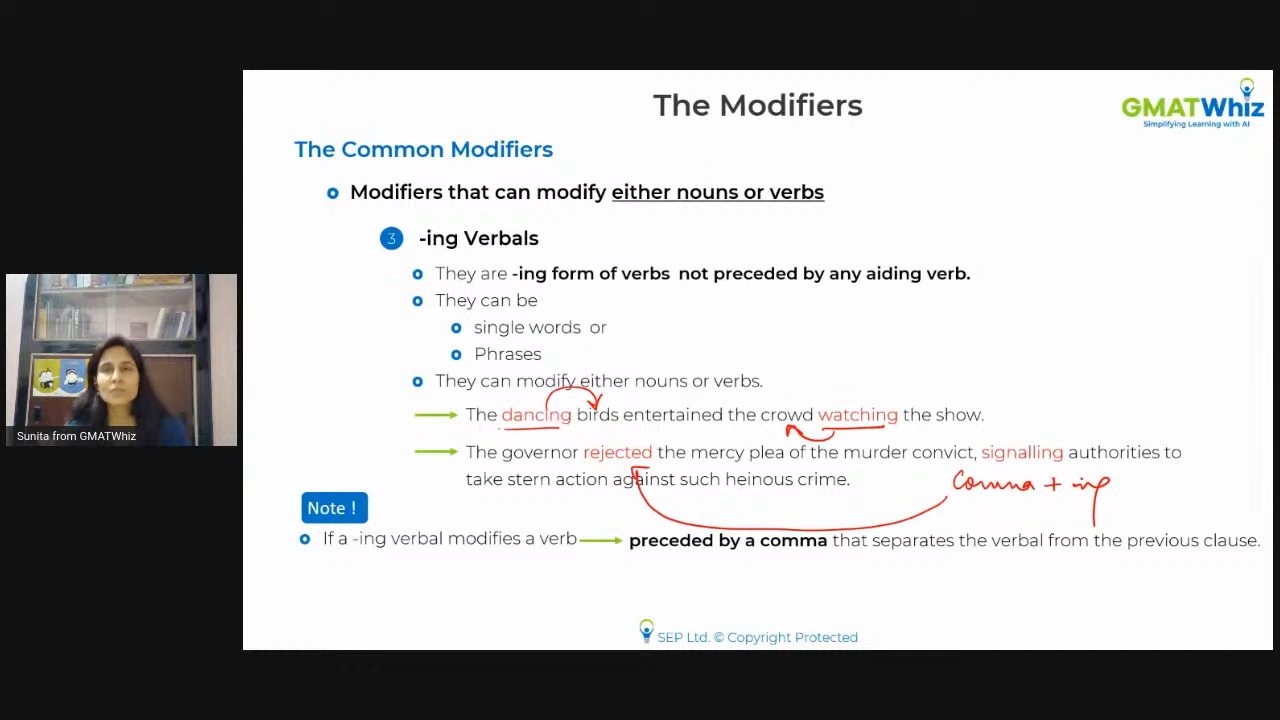 The Modifiers
GMATWhiz
Simplifying Learning with AI
The Common Modifiers
Modifiers that can modify either nouns or verbs
3 -ing Verbals
They are -ing form of verbs not preceded by any aiding verb.
They can be
single words or
Phrases
They can modify either nouns or verbs.
The dancing birds entertained the crowd watching the show.
The governor rejected the mercy plea of the murder convict, signalling authorities to
take stern action against such heinous crime.
Comma + ing
Note !
If a -ing verbal modifies a verb preceded by a comma that separates the verbal from the previous clause.
SEP Ltd. © Copyright Protected
Sunita from GMATWhiz